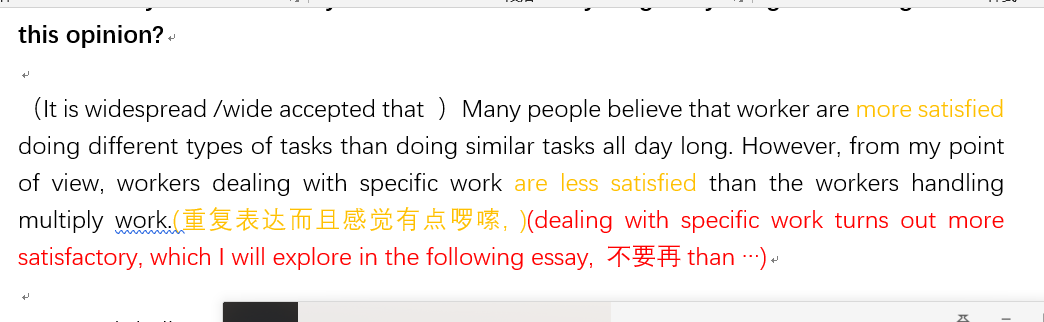 this opinion?
（It is widespread /wide accepted that ）Many people believe that worker are more satisfied
doing different types of tasks than doing similar tasks all day long. However, from my point
of view, workers dealing with specific work are less satisfied than the workers handling
multiply work.(重复表达而且感觉有点啰嗦, )(dealing with specific work turns out more
satisfactory, which I will explore in the following essay, 不要再 than …)